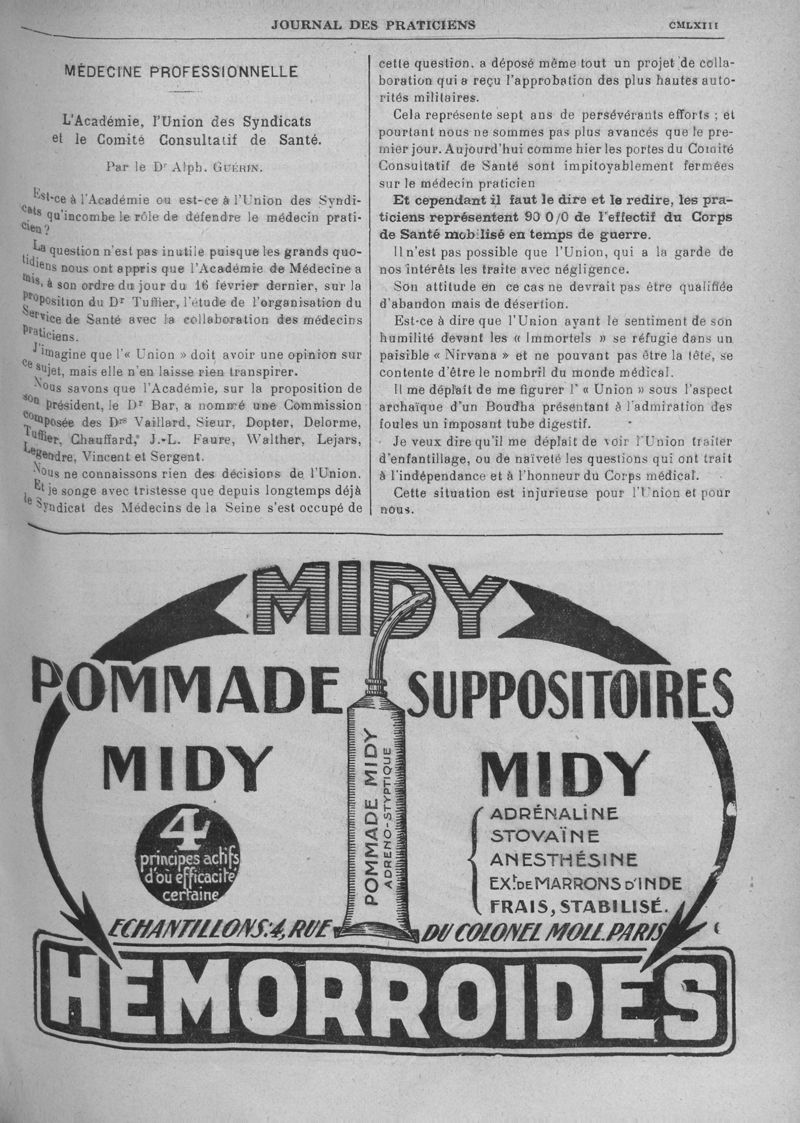 JOURNAL DES PRATICIENS
CMLXIII
MÉDECINE PROFESSIONNELLE
L'Académie, l'Union des Syndicats
et le Comité Consultatif de Santé.
Par le Dr Alph. GUÉRIN.
Est-ce à l'Académie ou est-ce à l'Union des Syndi-
cats qu'incombe le rôle de défendre le médecin prati-
cien ?
La question n'est pas inutile puisque les grands quo-
tidiens nous ont appris que l'Académie de Médecine a
mis, à son ordre du jour du 16 février dernier, sur la
proposition du Dr Tuffier, l'étude de l'organisation du
Service de Santé avec la collaboration des médecins
praticiens.
J'imagine que l'« Union » doit avoir une opinion sur
ce sujet, mais elle n'en laisse rien transpirer.
Nous savons que l'Académie, sur la proposition de
son président, le Dr Bar, a nommé une Commission
composée des Drs Vaillard, Sieur, Dopter, Delorme,
Tuffier, Chauffard, J.-L. Faure, Walther, Lejars,
Legendre, Vincent et Sergent.
Nous ne connaissons rien des décisions de l'Union.
Et je songe avec tristesse que depuis longtemps déjà
le Syndicat des Médecins de la Seine s'est occupé de
cette question, a déposé même tout un projet de colla-
boration qui a reçu l'approbation des plus hautes auto-
rités militaires.
Cela représente sept ans de persévérants efforts ; et
pourtant nous ne sommes pas plus avancés que le pre-
mier jour. Aujourd'hui comme hier les portes du Comité
Consultatif de Santé sont impitoyablement fermées
sur le médecin praticien
Et cependant il faut le dire et le redire, les pra-
ticiens représentent 90 0/0 de l'effectif du Corps
de Santé mobilisé en temps de guerre.
Il n'est pas possible que l'Union, qui a la garde de
nos intérêts les traite avec négligence.
Son attitude en ce cas ne devrait pas être qualifiée
d'abandon mais de désertion.
Est-ce à dire que l'Union ayant le sentiment de son
humilité devant les « Immortels » se réfugie dans un
paisible « Nirvana » et ne pouvant pas être la tête, se
contente d'être le nombril du monde médical.
Il me déplaît de me figurer l' « Union » sous l'aspect
archaïque d'un Boudha présentant à l'admiration des
foules un imposant tube digestif.
Je veux dire qu'il me déplaît de voir l'Union traiter
d'enfantillage, ou de naïveté les questions qui ont trait
à l'indépendance et à l'honneur du Corps médical.
Cette situation est injurieuse pour l'Union et pour
nous.
MIDY
POMMADE
MIDY
4
principes actifs
d'où efficacité
certaine
POMMADE MIDY
ADRENO-STYPTIQUE
SUPPOSITOIRES
MIDY
ADRÉNALINE
STOVAÏNE
ANESTHÉSINE
EXt. DE MARRONS D'INDE
FRAIS, STABILISÉ.
ECHANTILLONS: 4, RUE DU COLONEL MOLL. PARIS
HÉMORROIDES